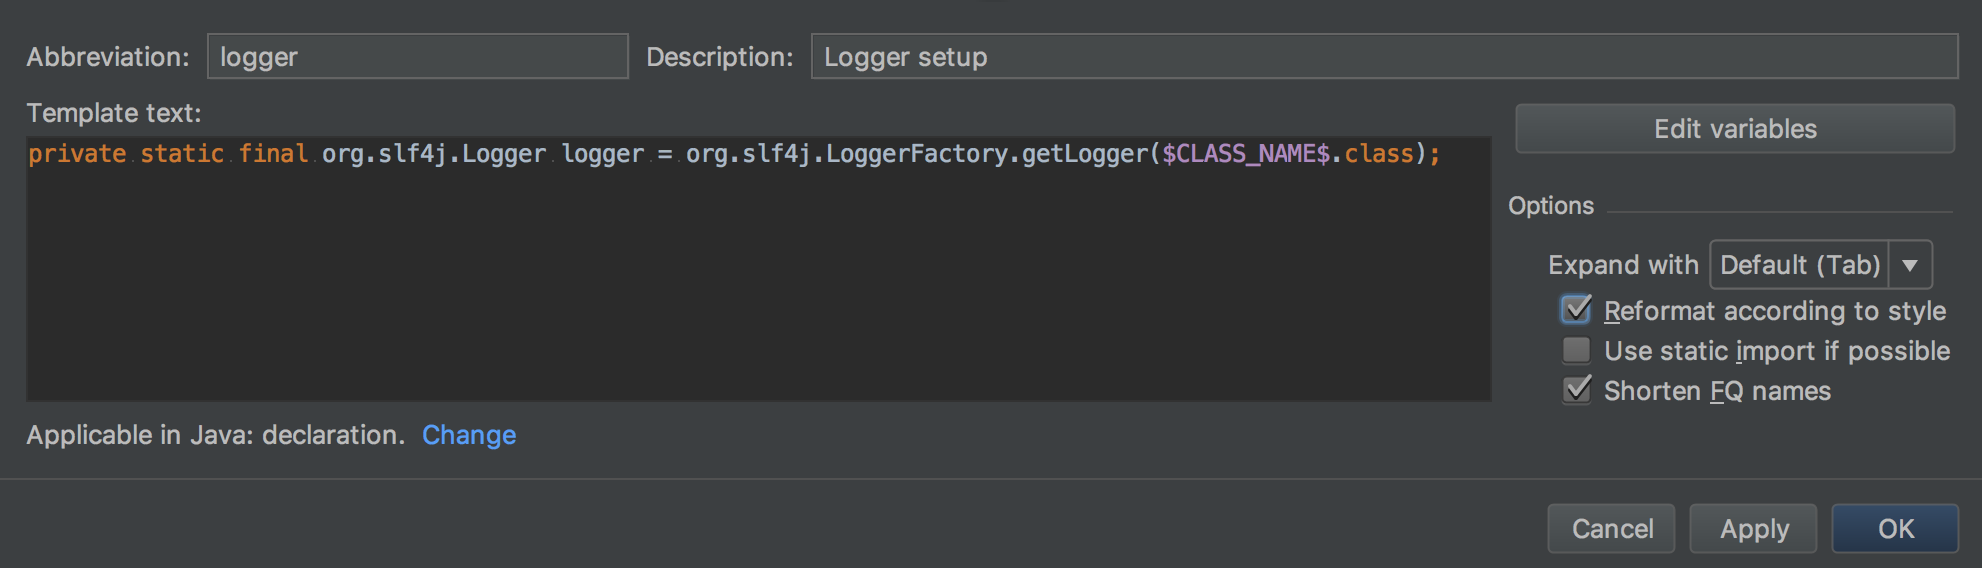 Abbreviation: logger Description: Logger setup
Template text:
Edit variables
private static final org.slf4j.Logger logger = org.slf4j.LoggerFactory.getLogger($CLASS_NAME$.class);
Options
Expand with Default (Tab)
Reformat according to style
Use static import if possible
Shorten FQ names
Applicable in Java: declaration. Change
Cancel Apply OK